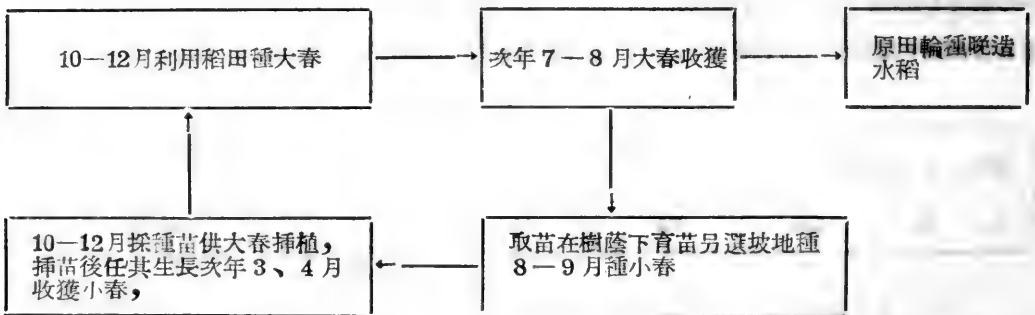 10—12月利用稻田種大春
次年7—8月大春收獲
原田輪種晚造
水稻
10—12月採種苗供大春揷植,
揷苗後任其生長次年3、4月
收獲小春,
取苗在樹蔭下育苗另選坡地種
8—9月種小春